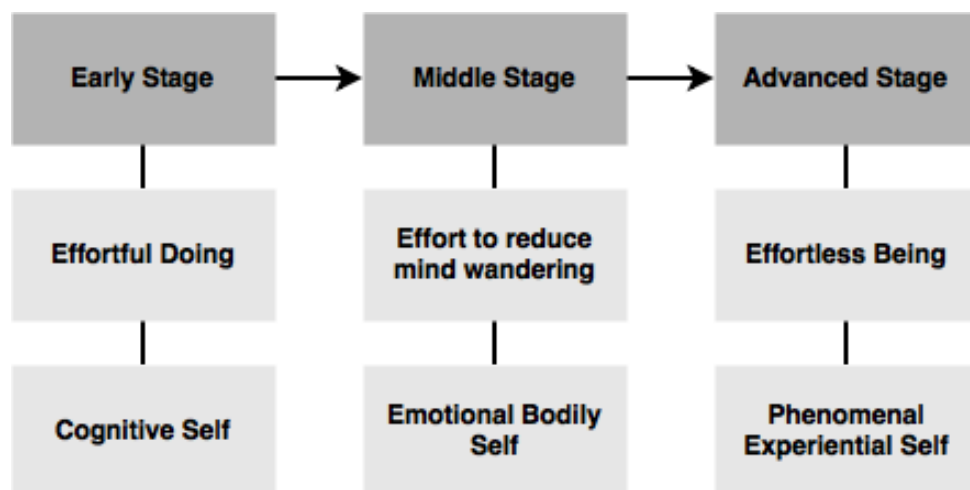 Early Stage
Middle Stage
Advanced Stage
Effortful Doing
Effort to reduce
mind wandering
Effortless Being
Cognitive Self
Emotional Bodily
Self
Phenomenal
Experiential Self